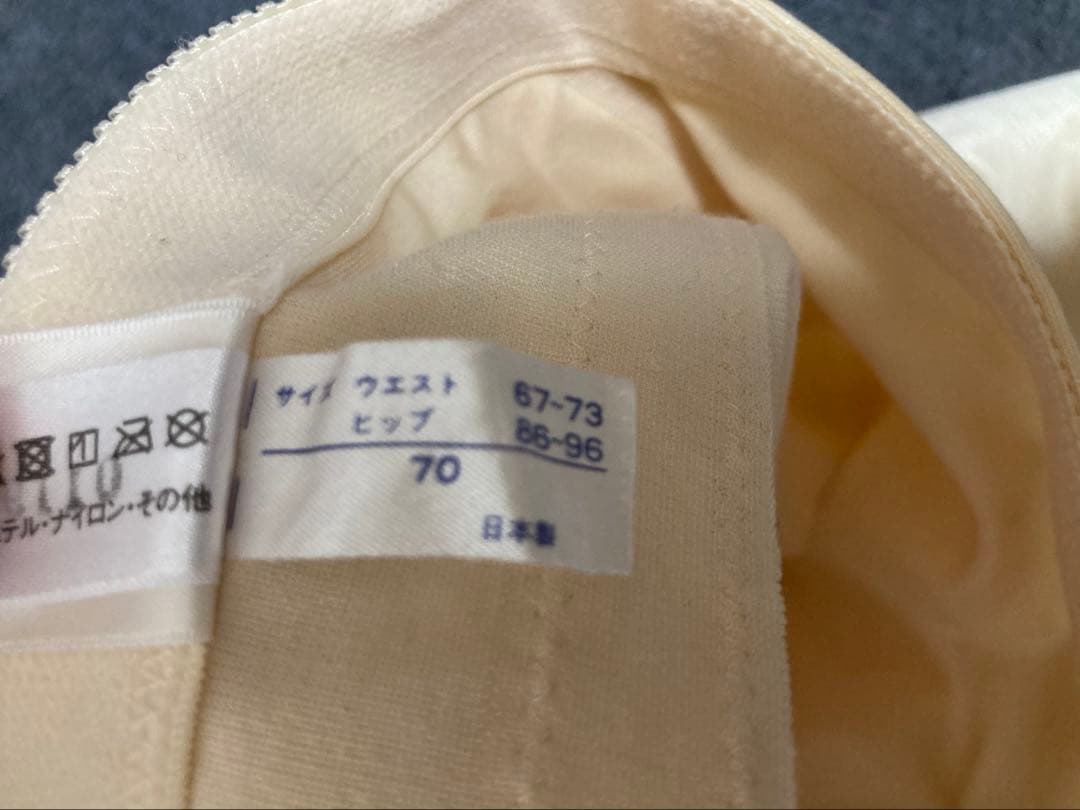 サイズ ウエスト 67~73
ヒップ 86~96
70
日本製
テル・ナイロン・その他